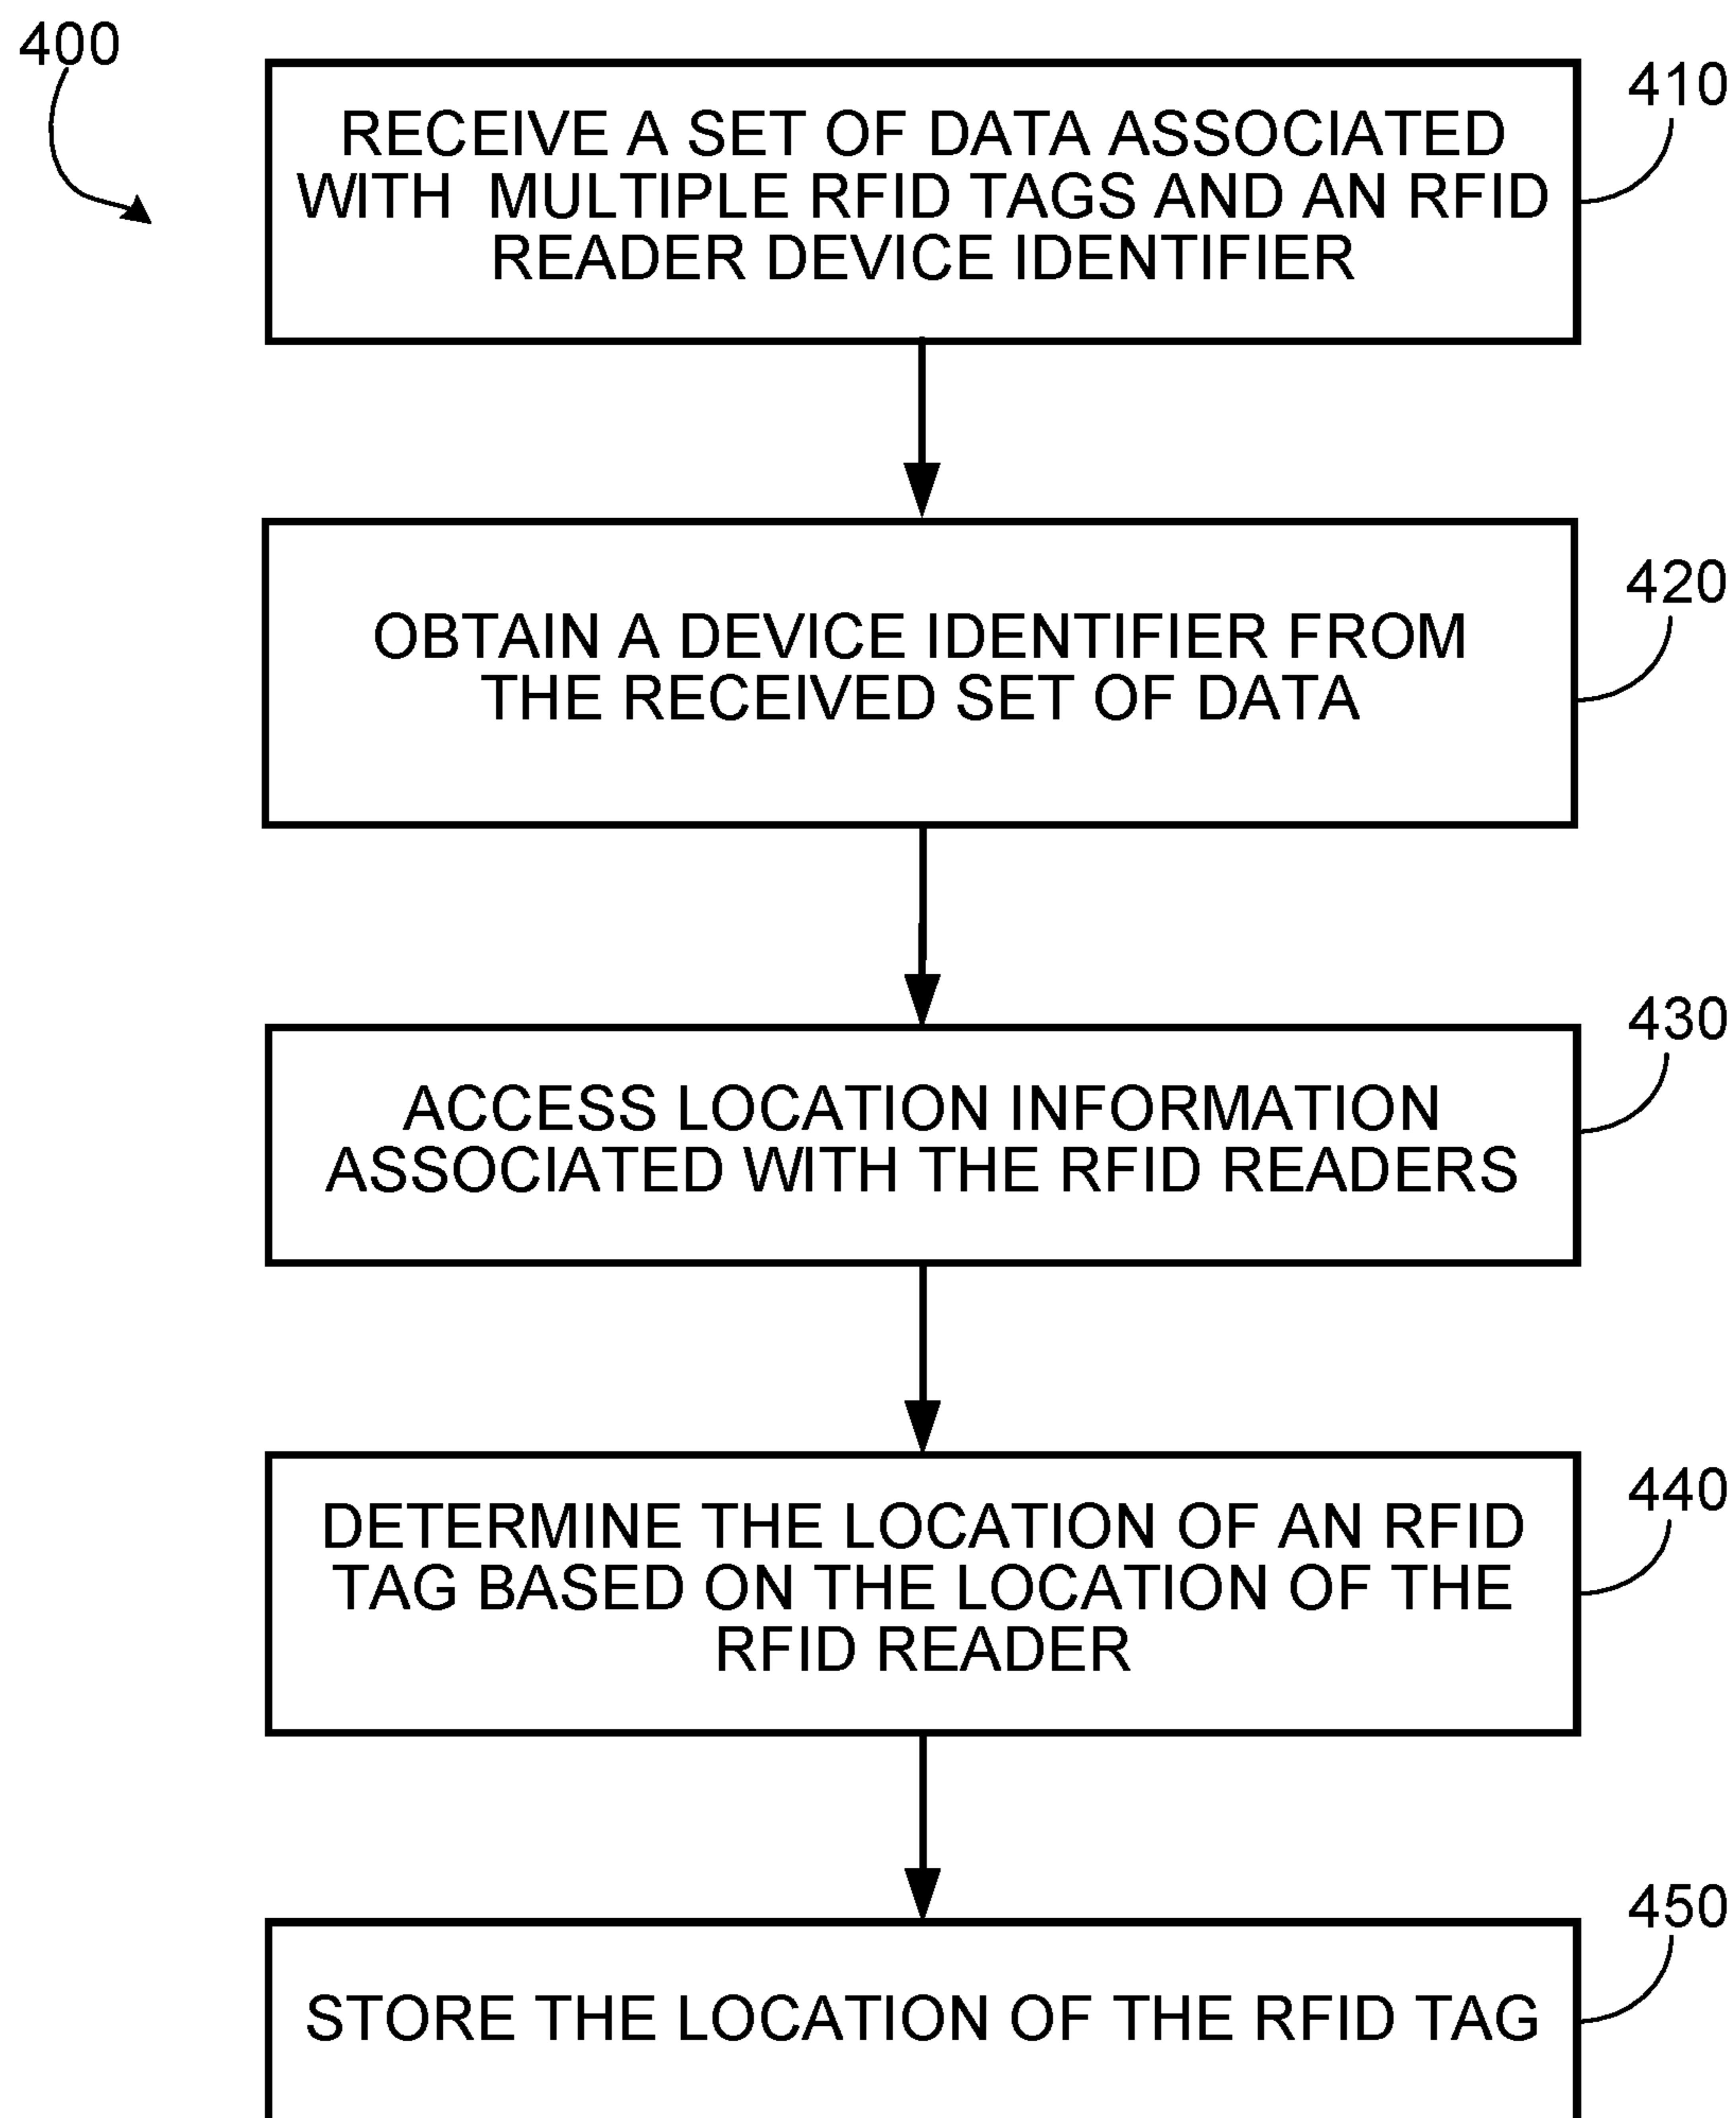 400
410
RECEIVE A SET OF DATA ASSOCIATED
WITH MULTIPLE RFID TAGS AND AN RFID
READER DEVICE IDENTIFIER
420
OBTAIN A DEVICE IDENTIFIER FROM
THE RECEIVED SET OF DATA
430
ACCESS LOCATION INFORMATION
ASSOCIATED WITH THE RFID READERS
440
DETERMINE THE LOCATION OF AN RFID
TAG BASED ON THE LOCATION OF THE
RFID READER
450
STORE THE LOCATION OF THE RFID TAG